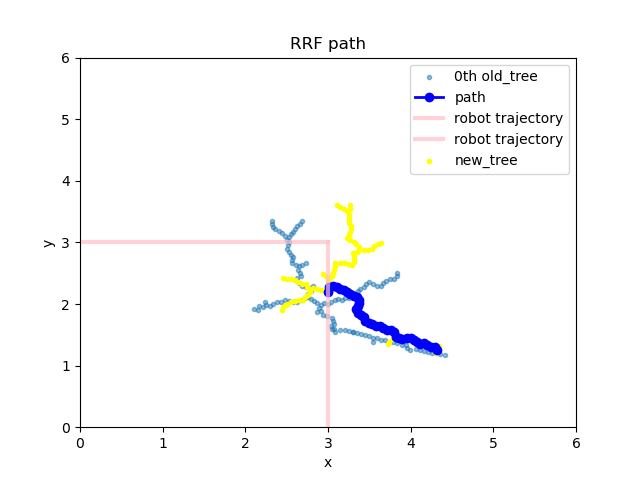 RRF path
0th old_tree
path
robot trajectory
robot trajectory
new_tree
6
5
4
3
2
1
0
y
0 1 2 3 4 5 6
x